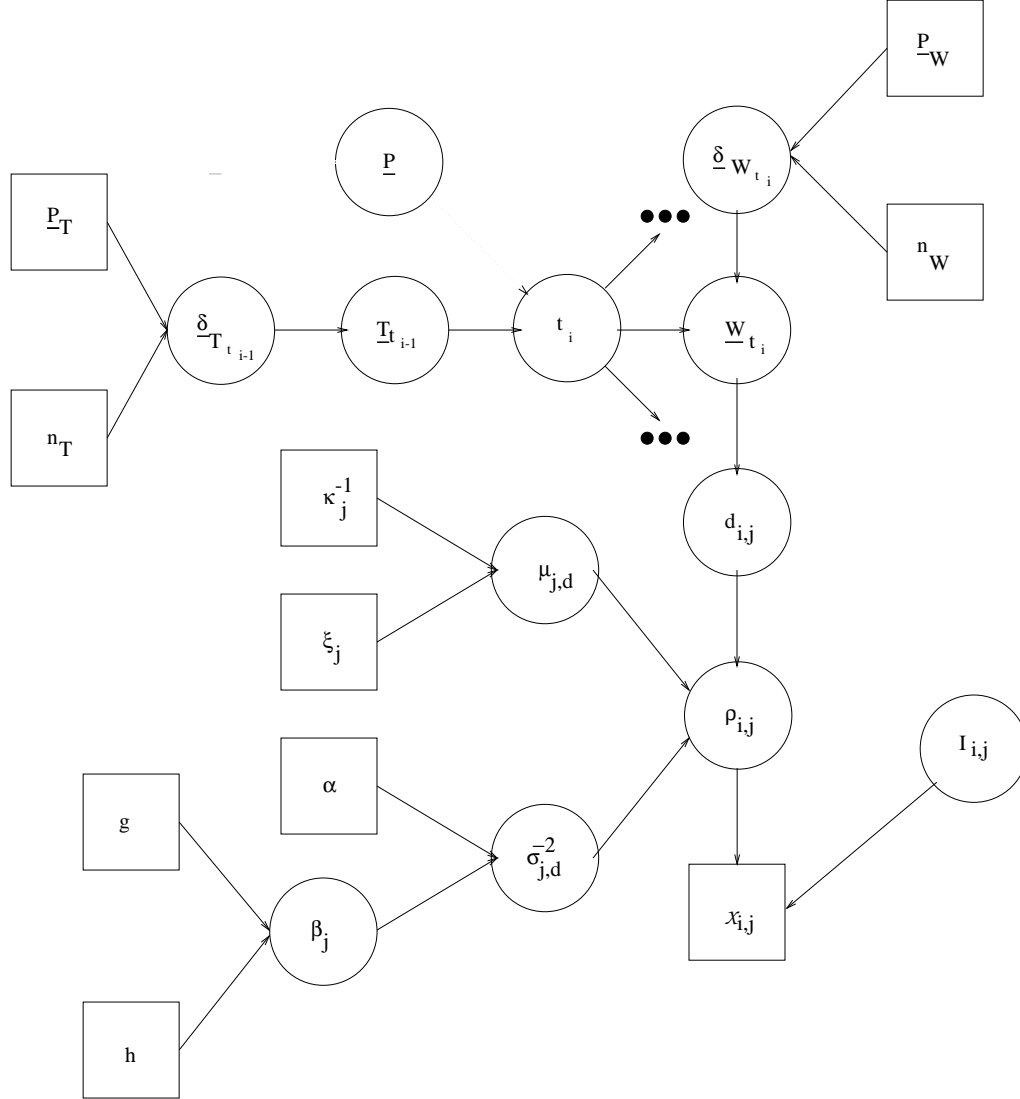 P_W
P
δ_W_t_i
P_T
n_W
δ_T_t_i-1
T_t_i-1
t_i
W_t_i
n_T
κ_j^-1
d_i,j
μ_j,d
ξ_j
ρ_i,j
I_i,j
α
g
σ_j,d^-2
x_i,j
β_j
h